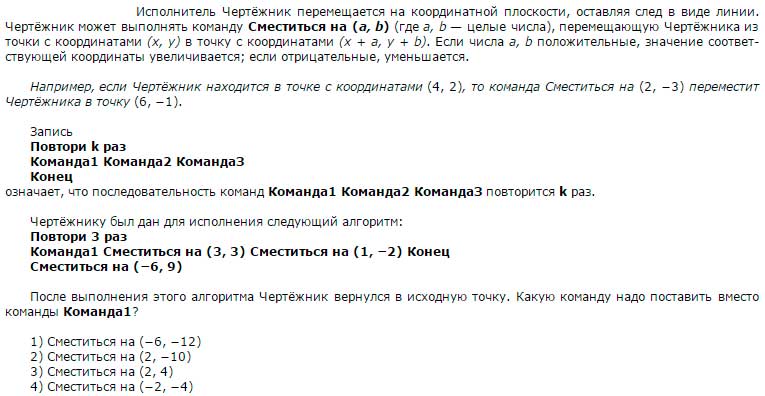 Исполнитель Чертёжник перемещается на координатной плоскости, оставляя след в виде линии.
Чертёжник может выполнять команду Сместиться на (a, b) (где a, b — целые числа), перемещающую Чертёжника из
точки с координатами (x, y) в точку с координатами (x + a, y + b). Если числа a, b положительные, значение соответ-
ствующей координаты увеличивается; если отрицательные, уменьшается.
Например, если Чертёжник находится в точке с координатами (4, 2), то команда Сместиться на (2, −3) переместит
Чертёжника в точку (6, −1).
Запись
Повтори k раз
Команда1 Команда2 Команда3
Конец
означает, что последовательность команд Команда1 Команда2 Команда3 повторится k раз.
Чертёжнику был дан для исполнения следующий алгоритм:
Повтори 3 раз
Команда1 Сместиться на (3, 3) Сместиться на (1, −2) Конец
Сместиться на (−6, 9)
После выполнения этого алгоритма Чертёжник вернулся в исходную точку. Какую команду надо поставить вместо
команды Команда1?
1) Сместиться на (−6, −12)
2) Сместиться на (2, −10)
3) Сместиться на (2, 4)
4) Сместиться на (−2, −4)